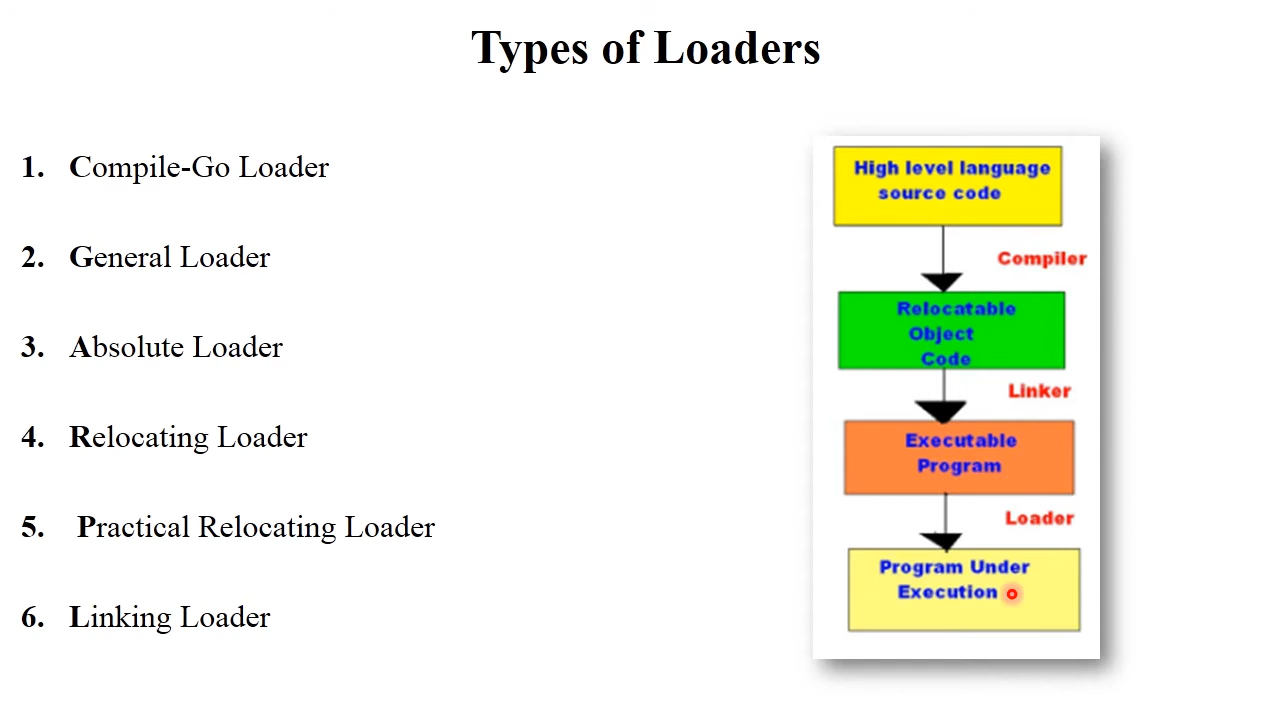 Types of Loaders
1. Compile-Go Loader
2. General Loader
3. Absolute Loader
4. Relocating Loader
5. Practical Relocating Loader
6. Linking Loader
High level language
source code
Compiler
Relocatable
Object
Code
Linker
Executable
Program
Loader
Program Under
Execution